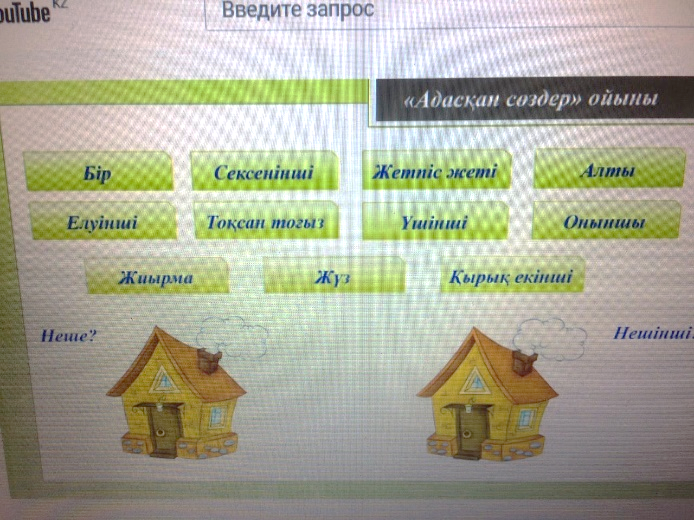 ouTube KZ
Введите запрос
«Адасқан сөздер» ойыны
Бір Сексенінші Жетпіс жеті Алты
Елуінші Тоқсан тоғыз Үшінші Оныншы
Жиырма Жүз Қырық екінші
Неше? Нешінші?